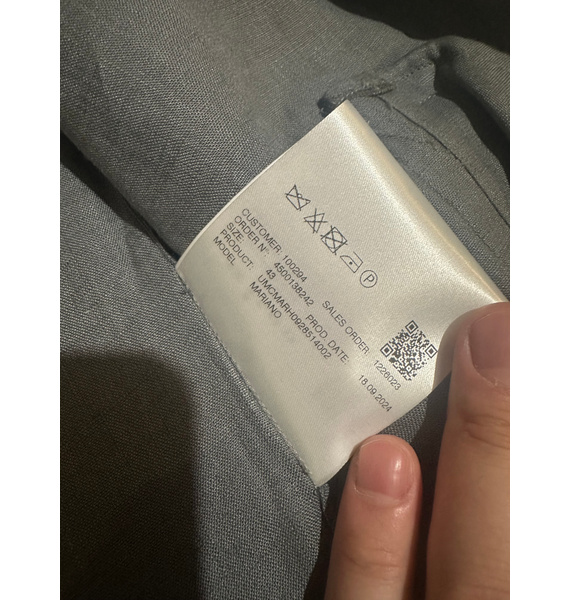 P
CUSTOMER: 100294
ORDER N°: 4500138242 SALES ORDER: 1226023
SIZE: 43 PROD. DATE: 18.09.2024
PRODUCT: UMCMARH0928514002
MODEL MARIANO